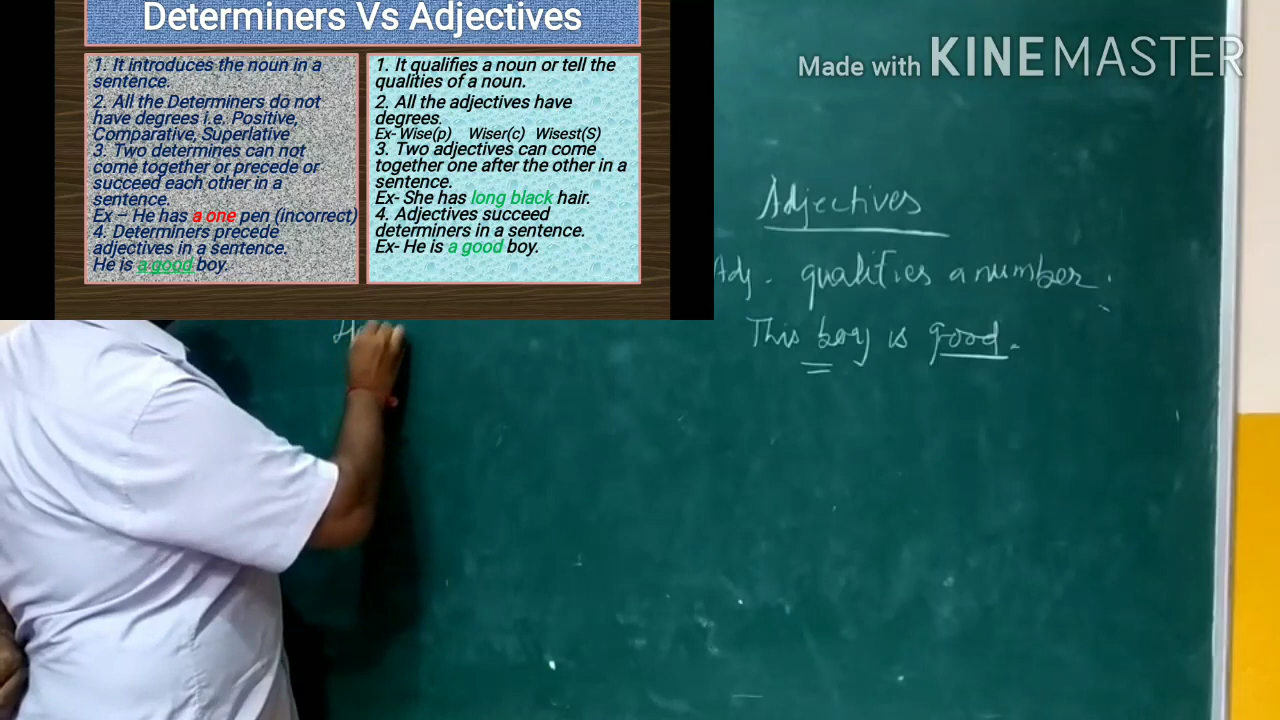 Determiners Vs Adjectives
1. It introduces the noun in a
sentence.
2. All the Determiners do not
have degrees i.e. Positive,
Comparative, Superlative
3. Two determines can not
come together or precede or
succeed each other in a
sentence.
Ex – He has a one pen (incorrect)
4. Determiners precede
adjectives in a sentence.
He is a good boy.
1. It qualifies a noun or tell the
qualities of a noun.
2. All the adjectives have
degrees.
Ex- Wise(p) Wiser(c) Wisest(S)
3. Two adjectives can come
together one after the other in a
sentence.
Ex- She has long black hair.
4. Adjectives succeed
determiners in a sentence.
Ex- He is a good boy.
Made with KINEMASTER
Adjectives
Adj. qualities a number.
This boy is good.